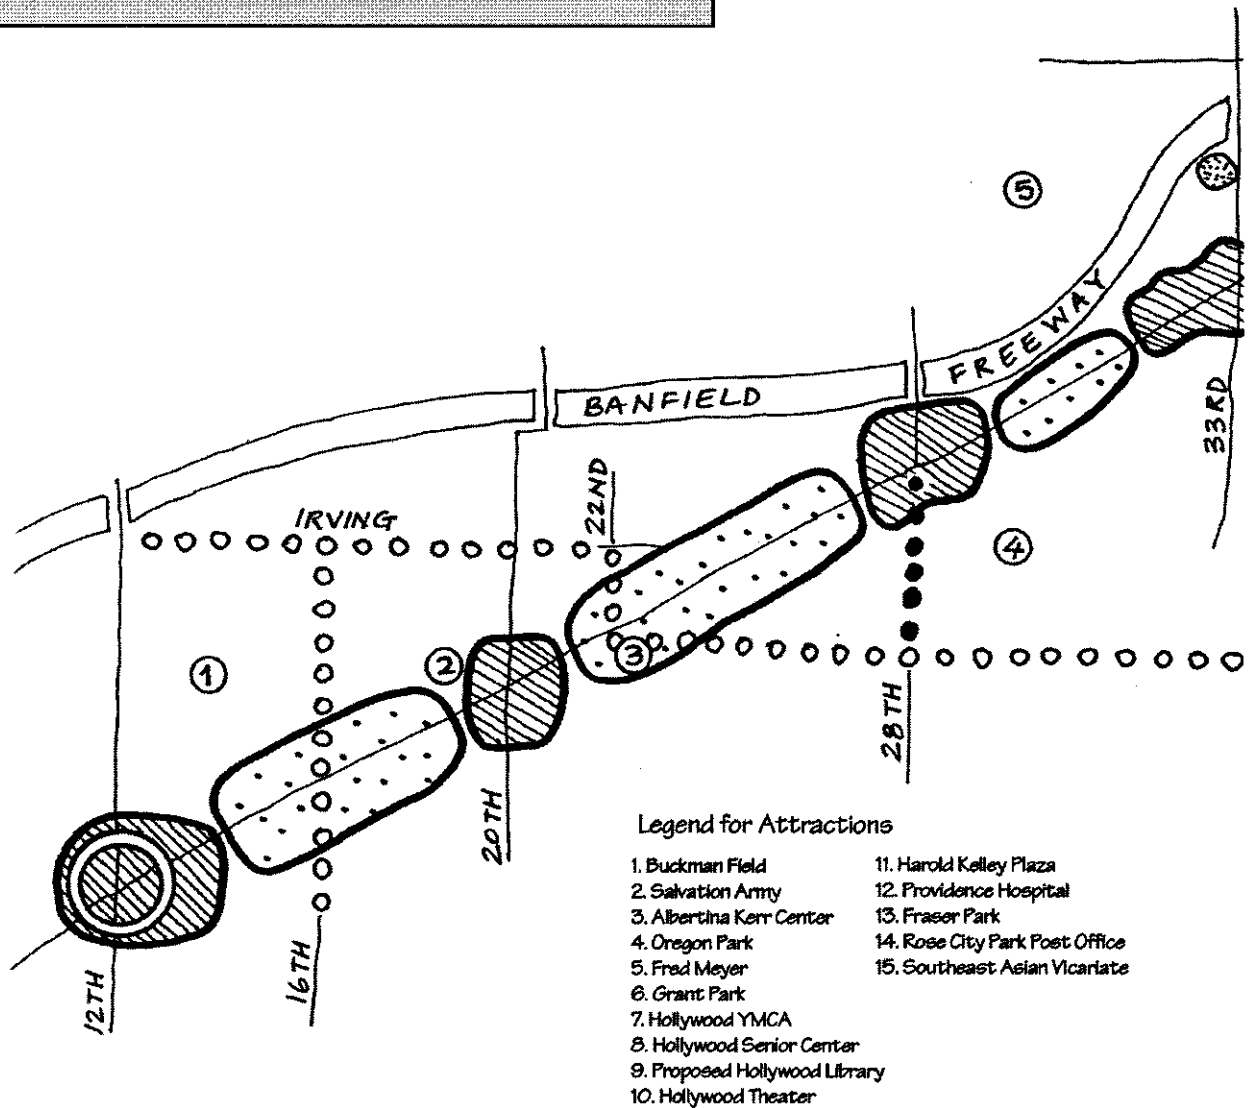 5
FREEWAY
BANFIELD
33RD
22ND
IRVING
4
1
2
3
28TH
20TH
16TH
12TH
Legend for Attractions
1. Buckman Field
2. Salvation Army
3. Albertina Kerr Center
4. Oregon Park
5. Fred Meyer
6. Grant Park
7. Hollywood YMCA
8. Hollywood Senior Center
9. Proposed Hollywood Library
10. Hollywood Theater
11. Harold Kelley Plaza
12. Providence Hospital
13. Fraser Park
14. Rose City Park Post Office
15. Southeast Asian Vicariate